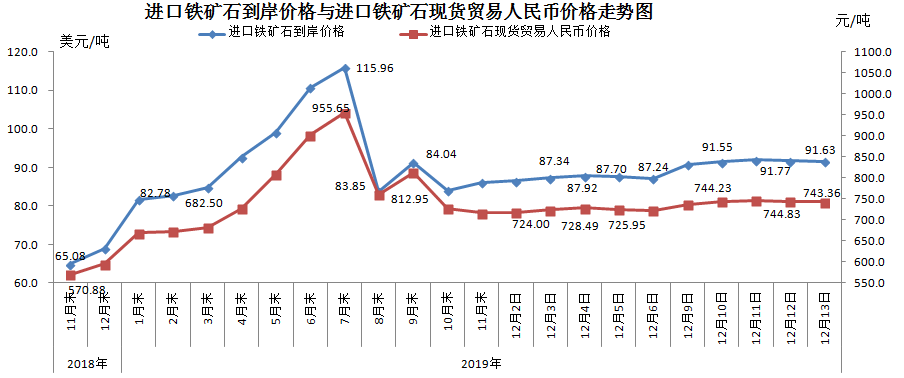 进口铁矿石到岸价格与进口铁矿石现货贸易人民币价格走势图
美元/吨
进口铁矿石到岸价格
进口铁矿石现货贸易人民币价格
元/吨
120.0
110.0
100.0
90.0
80.0
70.0
60.0
1100.0
1050.0
1000.0
950.0
900.0
850.0
800.0
750.0
700.0
650.0
600.0
550.0
65.08
570.88
82.78
682.50
955.65
115.96
83.85
812.95
84.04
724.00
87.34
87.92
728.49
87.70
725.95
87.24
91.55
744.23
91.77
744.83
91.63
743.36
11月末
12月末
1月末
2月末
3月末
4月末
5月末
6月末
7月末
8月末
9月末
10月末
11月末
12月2日
12月3日
12月4日
12月5日
12月6日
12月9日
12月10日
12月11日
12月12日
12月13日
2018年
2019年